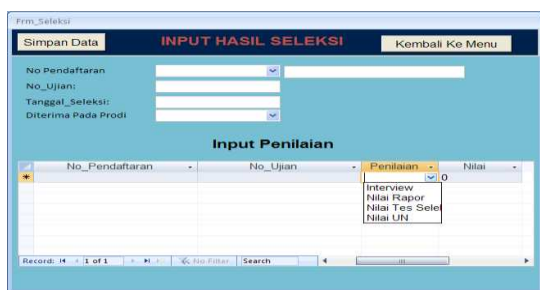 Frm_Seleksi
Simpan Data INPUT HASIL SELEKSI Kembali Ke Menu
No Pendaftaran
No_Ujian:
Tanggal_Seleksi:
Diterima Pada Prodi
Input Penilaian
No_Pendaftaran No_Ujian Penilaian Nilai
0
Interview
Nilai Rapor
Nilai Tes Selel
Nilai UN
Record: 1 of 1 No Filter Search